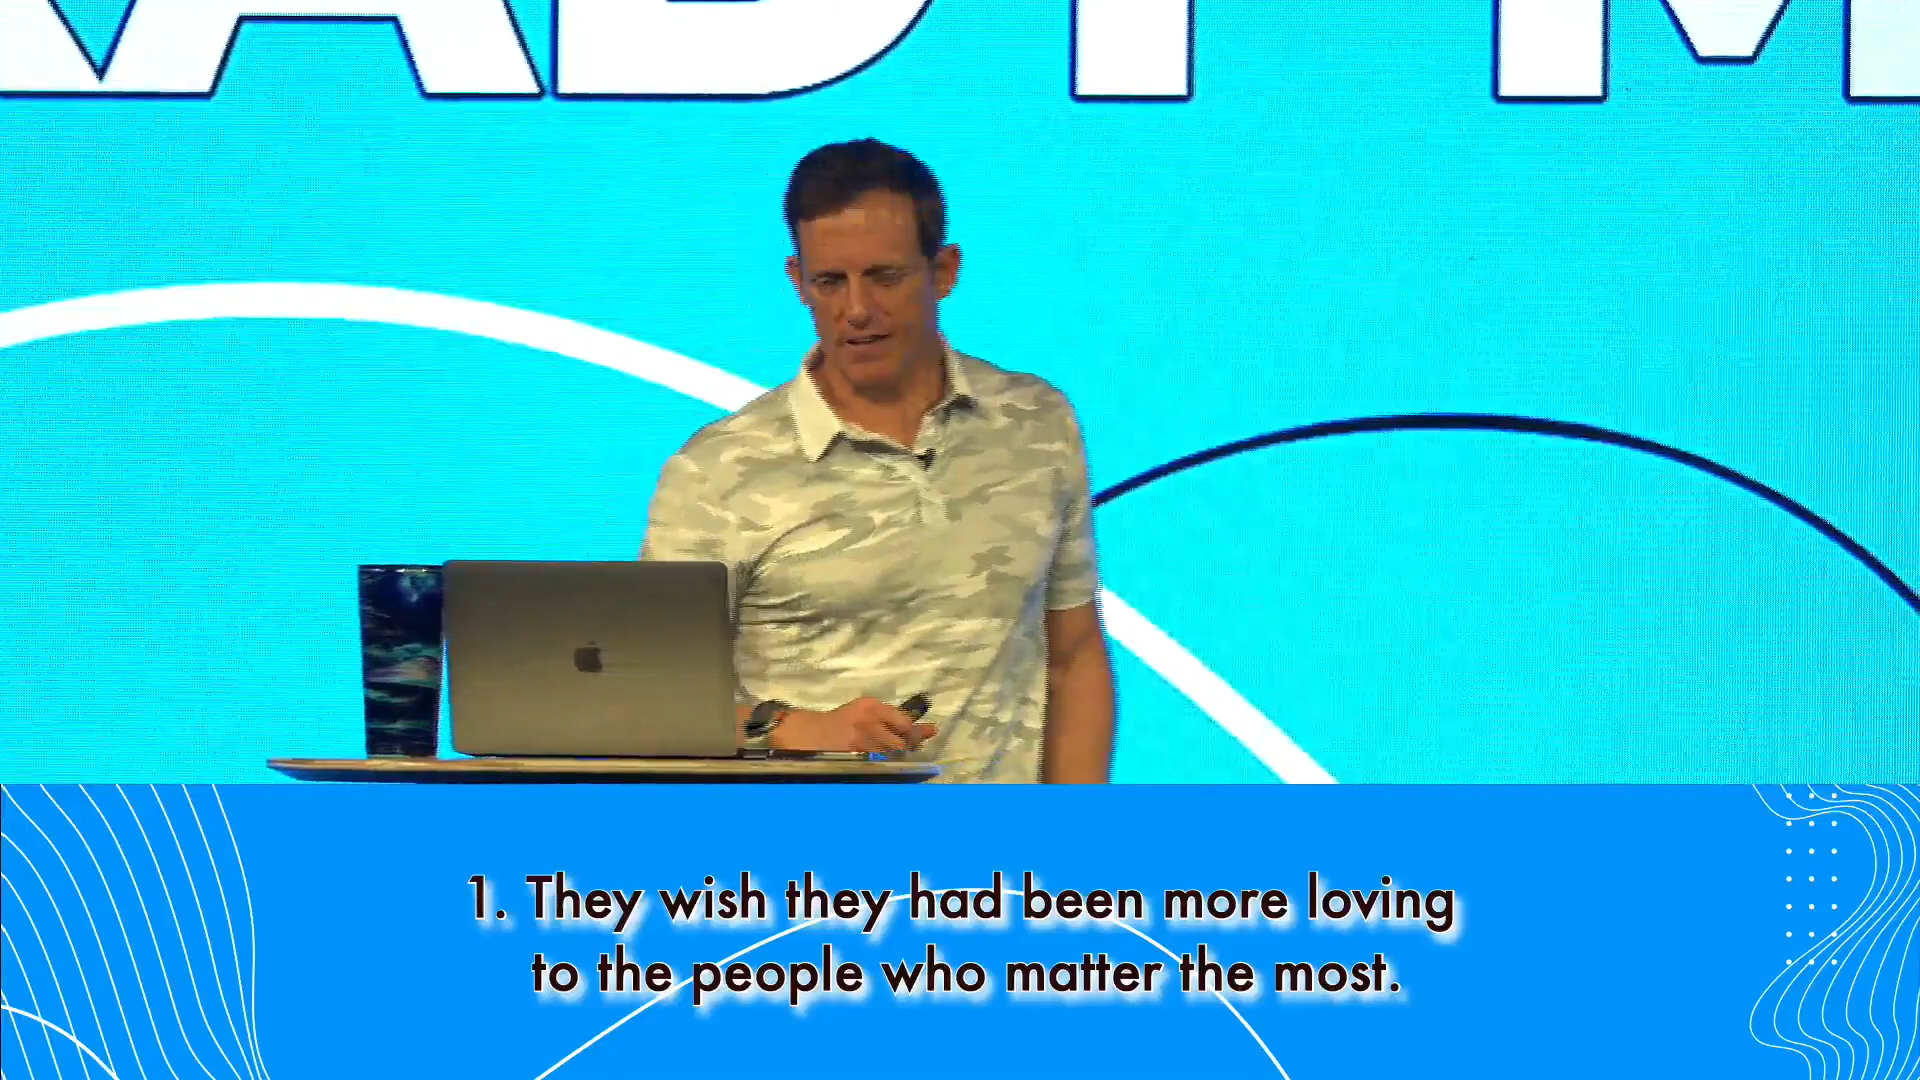 1. They wish they had been more loving
to the people who matter the most.